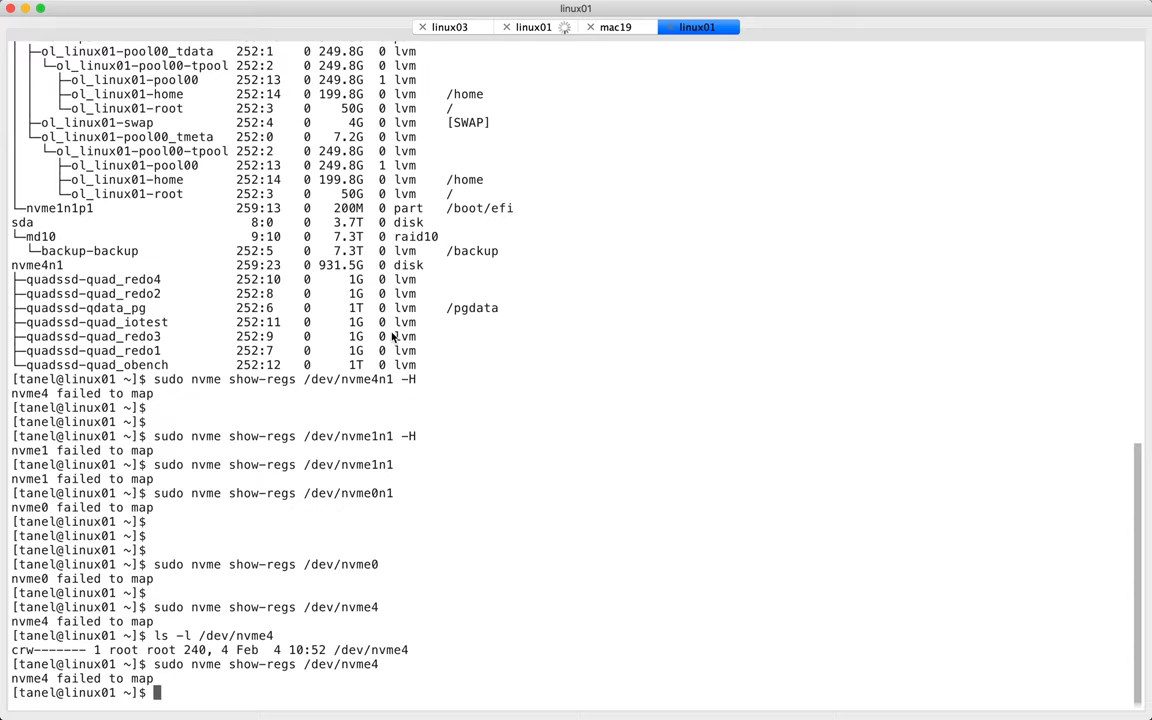 linux01
✕ linux03
✕ linux01
✕ mac19
✕ linux01
│ │ ├─ol_linux01-pool00_tdata   252:1    0 249.8G  0 lvm
│ │ │ └─ol_linux01-pool00-tpool 252:2    0 249.8G  0 lvm
│ │ │   ├─ol_linux01-pool00     252:13   0 249.8G  1 lvm
│ │ │   ├─ol_linux01-home       252:14   0 199.8G  0 lvm    /home
│ │ │   └─ol_linux01-root       252:3    0    50G  0 lvm    /
│ │ ├─ol_linux01-swap           252:4    0     4G  0 lvm    [SWAP]
│ │ └─ol_linux01-pool00_tmeta   252:0    0   7.2G  0 lvm
│   └─ol_linux01-pool00-tpool 252:2    0 249.8G  0 lvm
│     ├─ol_linux01-pool00     252:13   0 249.8G  1 lvm
│     ├─ol_linux01-home       252:14   0 199.8G  0 lvm    /home
│     └─ol_linux01-root       252:3    0    50G  0 lvm    /
└─nvme1n1p1                   259:13   0   200M  0 part   /boot/efi
sda                           8:0    0   3.7T  0 disk
└─md10                        9:10   0   7.3T  0 raid10
  └─backup-backup             252:5    0   7.3T  0 lvm    /backup
nvme4n1                       259:23   0 931.5G  0 disk
├─quadssd-quad_redo4          252:10   0     1G  0 lvm
├─quadssd-quad_redo2          252:8    0     1G  0 lvm
├─quadssd-qdata_pg            252:6    0     1T  0 lvm    /pgdata
├─quadssd-quad_iotest         252:11   0     1G  0 lvm
├─quadssd-quad_redo3          252:9    0     1G  0 lvm
├─quadssd-quad_redo1          252:7    0     1G  0 lvm
└─quadssd-quad_obench         252:12   0     1T  0 lvm
[tanel@linux01 ~]$ sudo nvme show-regs /dev/nvme4n1 -H
nvme4 failed to map
[tanel@linux01 ~]$
[tanel@linux01 ~]$
[tanel@linux01 ~]$ sudo nvme show-regs /dev/nvme1n1 -H
nvme1 failed to map
[tanel@linux01 ~]$ sudo nvme show-regs /dev/nvme1n1
nvme1 failed to map
[tanel@linux01 ~]$ sudo nvme show-regs /dev/nvme0n1
nvme0 failed to map
[tanel@linux01 ~]$
[tanel@linux01 ~]$
[tanel@linux01 ~]$
[tanel@linux01 ~]$ sudo nvme show-regs /dev/nvme0
nvme0 failed to map
[tanel@linux01 ~]$
[tanel@linux01 ~]$ sudo nvme show-regs /dev/nvme4
nvme4 failed to map
[tanel@linux01 ~]$ ls -l /dev/nvme4
crw------- 1 root root 240, 4 Feb  4 10:52 /dev/nvme4
[tanel@linux01 ~]$ sudo nvme show-regs /dev/nvme4
nvme4 failed to map
[tanel@linux01 ~]$